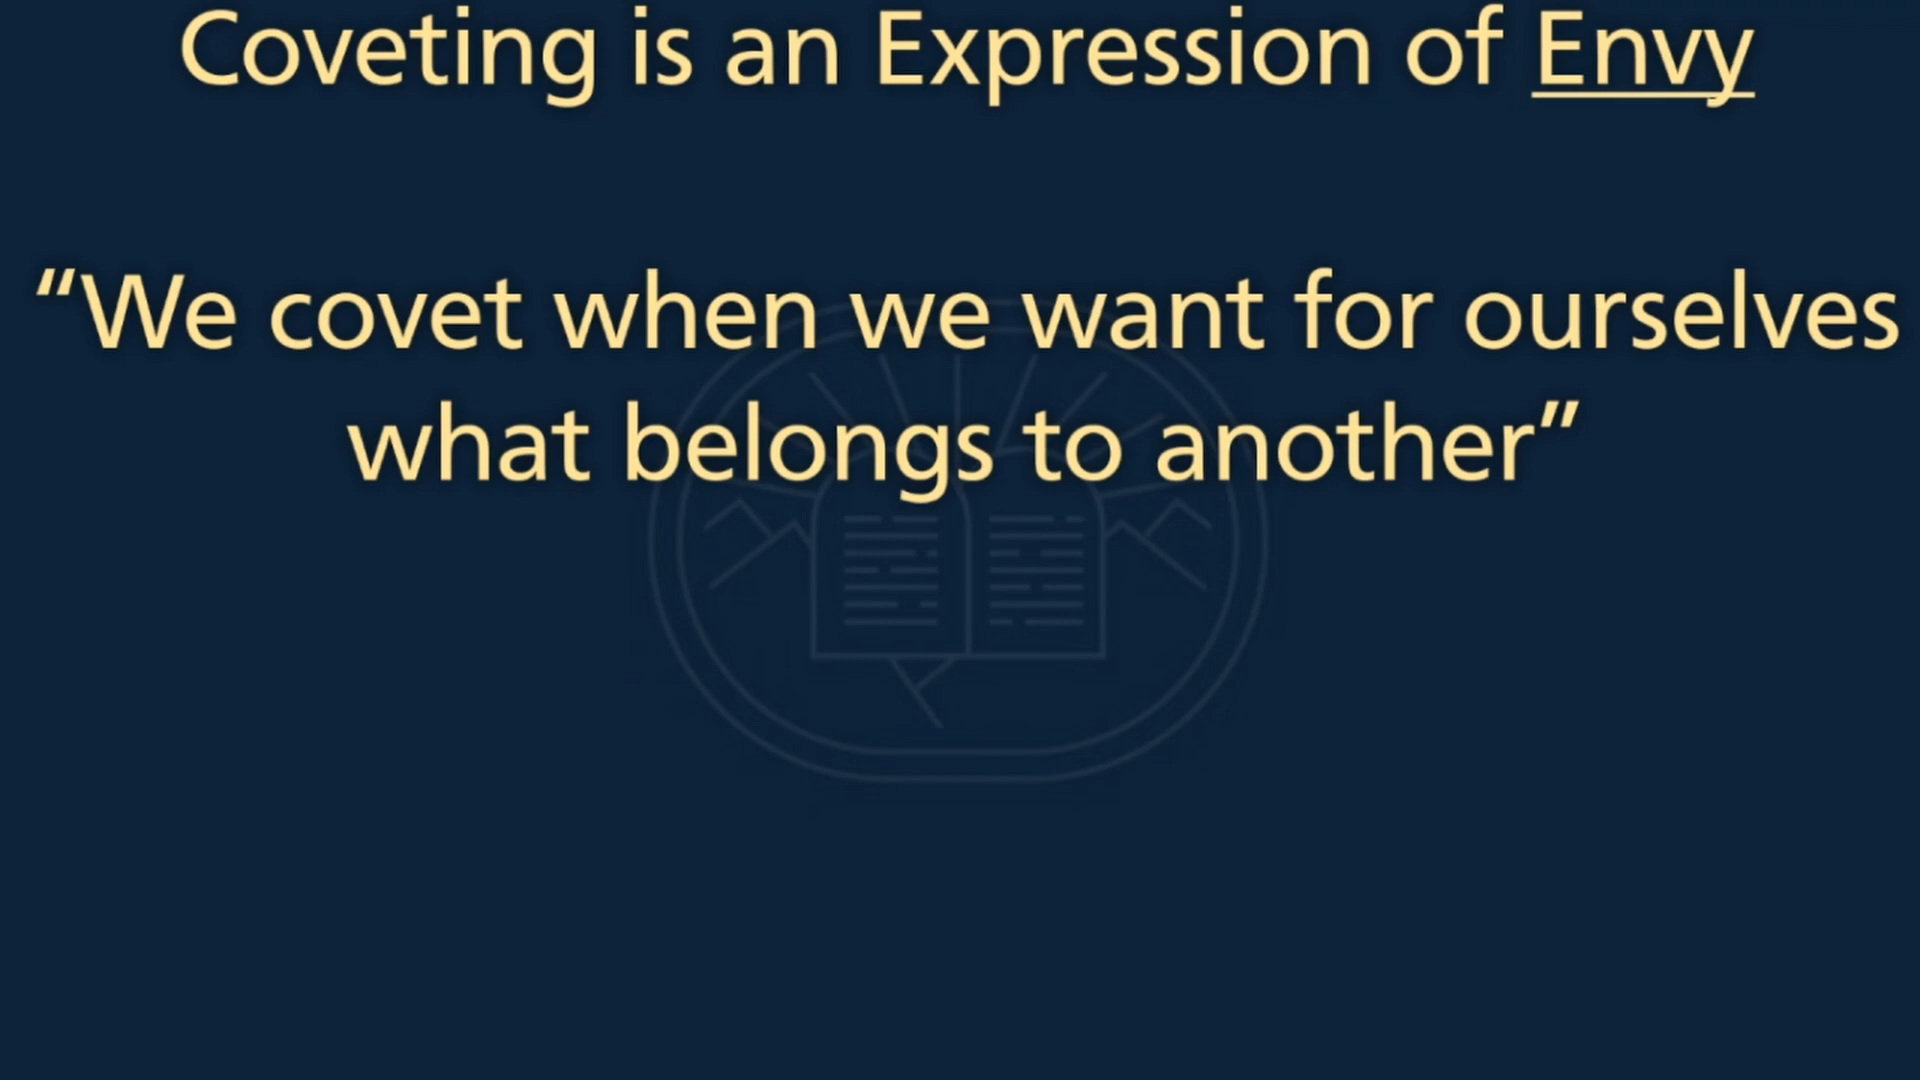 Coveting is an Expression of Envy
“We covet when we want for ourselves
what belongs to another”